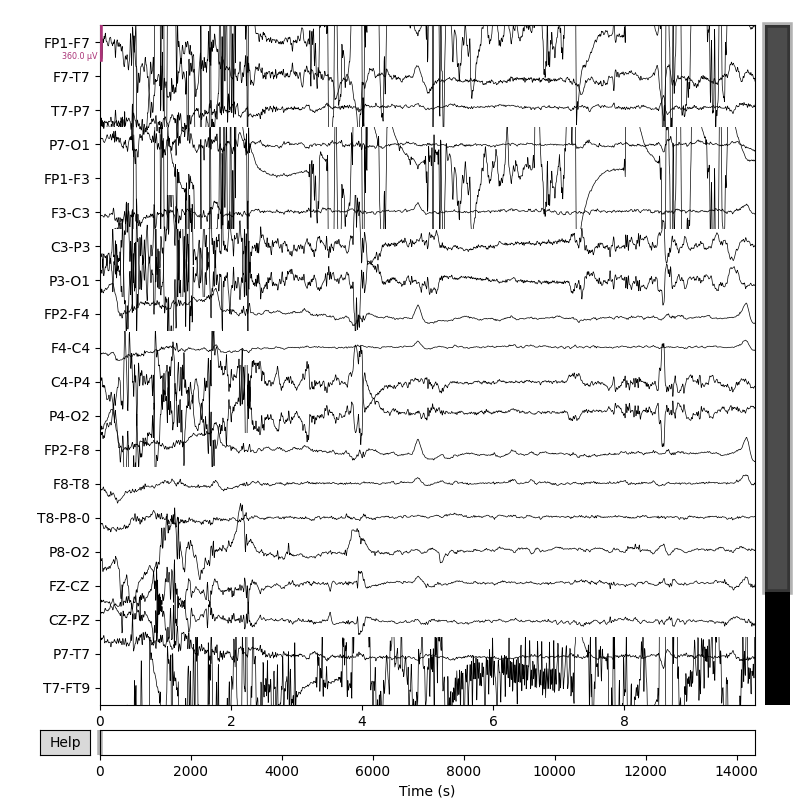 FP1-F7
360.0 µV
F7-T7
T7-P7
P7-O1
FP1-F3
F3-C3
C3-P3
P3-O1
FP2-F4
F4-C4
C4-P4
P4-O2
FP2-F8
F8-T8
T8-P8-0
P8-O2
FZ-CZ
CZ-PZ
P7-T7
T7-FT9
0 2 4 6 8
Help
0 2000 4000 6000 8000 10000 12000 14000
Time (s)